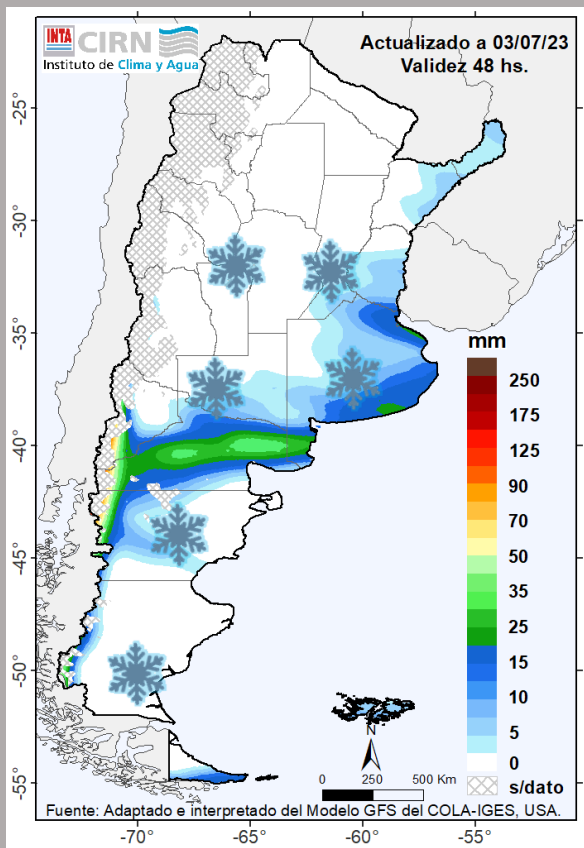 INTA CIRN
Instituto de Clima y Agua
Actualizado a 03/07/23
Validez 48 hs.
-25°
-30°
-35°
-40°
-45°
-50°
-55°
mm
250
175
125
90
70
50
35
25
15
10
5
0
s/dato
N
0 250 500 Km
Fuente: Adaptado e interpretado del Modelo GFS del COLA-IGES, USA.
-70° -65° -60° -55°